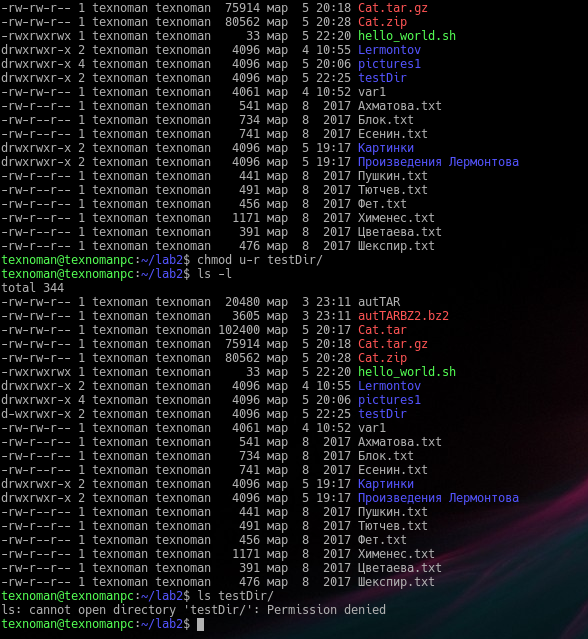 -rw-rw-r-- 1 texnoman texnoman  75914 мар  5 20:18 Cat.tar.gz
-rw-rw-r-- 1 texnoman texnoman  80562 мар  5 20:28 Cat.zip
-rwxrwxrwx 1 texnoman texnoman     33 мар  5 22:20 hello_world.sh
drwxrwxr-x 2 texnoman texnoman   4096 мар  4 10:55 Lermontov
drwxrwxr-x 4 texnoman texnoman   4096 мар  5 20:06 pictures1
drwxrwxr-x 2 texnoman texnoman   4096 мар  5 22:25 testDir
-rw-rw-r-- 1 texnoman texnoman   4061 мар  4 10:52 var1
-rw-r--r-- 1 texnoman texnoman    541 мар  8  2017 Ахматова.txt
-rw-r--r-- 1 texnoman texnoman    734 мар  8  2017 Блок.txt
-rw-r--r-- 1 texnoman texnoman    741 мар  8  2017 Есенин.txt
drwxrwxr-x 2 texnoman texnoman   4096 мар  5 19:17 Картинки
drwxrwxr-x 2 texnoman texnoman   4096 мар  5 19:17 Произведения Лермонтова
-rw-r--r-- 1 texnoman texnoman    441 мар  8  2017 Пушкин.txt
-rw-r--r-- 1 texnoman texnoman    491 мар  8  2017 Тютчев.txt
-rw-r--r-- 1 texnoman texnoman    456 мар  8  2017 Фет.txt
-rw-r--r-- 1 texnoman texnoman   1171 мар  8  2017 Хименес.txt
-rw-r--r-- 1 texnoman texnoman    391 мар  8  2017 Цветаева.txt
-rw-r--r-- 1 texnoman texnoman    476 мар  8  2017 Шекспир.txt
texnoman@texnomanpc:~/lab2$ chmod u-r testDir/
texnoman@texnomanpc:~/lab2$ ls -l
total 344
-rw-rw-r-- 1 texnoman texnoman  20480 мар  3 23:11 autTAR
-rw-rw-r-- 1 texnoman texnoman   3605 мар  3 23:11 autTARBZ2.bz2
-rw-rw-r-- 1 texnoman texnoman 102400 мар  5 20:17 Cat.tar
-rw-rw-r-- 1 texnoman texnoman  75914 мар  5 20:18 Cat.tar.gz
-rw-rw-r-- 1 texnoman texnoman  80562 мар  5 20:28 Cat.zip
-rwxrwxrwx 1 texnoman texnoman     33 мар  5 22:20 hello_world.sh
drwxrwxr-x 2 texnoman texnoman   4096 мар  4 10:55 Lermontov
drwxrwxr-x 4 texnoman texnoman   4096 мар  5 20:06 pictures1
d-wxrwxr-x 2 texnoman texnoman   4096 мар  5 22:25 testDir
-rw-rw-r-- 1 texnoman texnoman   4061 мар  4 10:52 var1
-rw-r--r-- 1 texnoman texnoman    541 мар  8  2017 Ахматова.txt
-rw-r--r-- 1 texnoman texnoman    734 мар  8  2017 Блок.txt
-rw-r--r-- 1 texnoman texnoman    741 мар  8  2017 Есенин.txt
drwxrwxr-x 2 texnoman texnoman   4096 мар  5 19:17 Картинки
drwxrwxr-x 2 texnoman texnoman   4096 мар  5 19:17 Произведения Лермонтова
-rw-r--r-- 1 texnoman texnoman    441 мар  8  2017 Пушкин.txt
-rw-r--r-- 1 texnoman texnoman    491 мар  8  2017 Тютчев.txt
-rw-r--r-- 1 texnoman texnoman    456 мар  8  2017 Фет.txt
-rw-r--r-- 1 texnoman texnoman   1171 мар  8  2017 Хименес.txt
-rw-r--r-- 1 texnoman texnoman    391 мар  8  2017 Цветаева.txt
-rw-r--r-- 1 texnoman texnoman    476 мар  8  2017 Шекспир.txt
texnoman@texnomanpc:~/lab2$ ls testDir/
ls: cannot open directory 'testDir/': Permission denied
texnoman@texnomanpc:~/lab2$